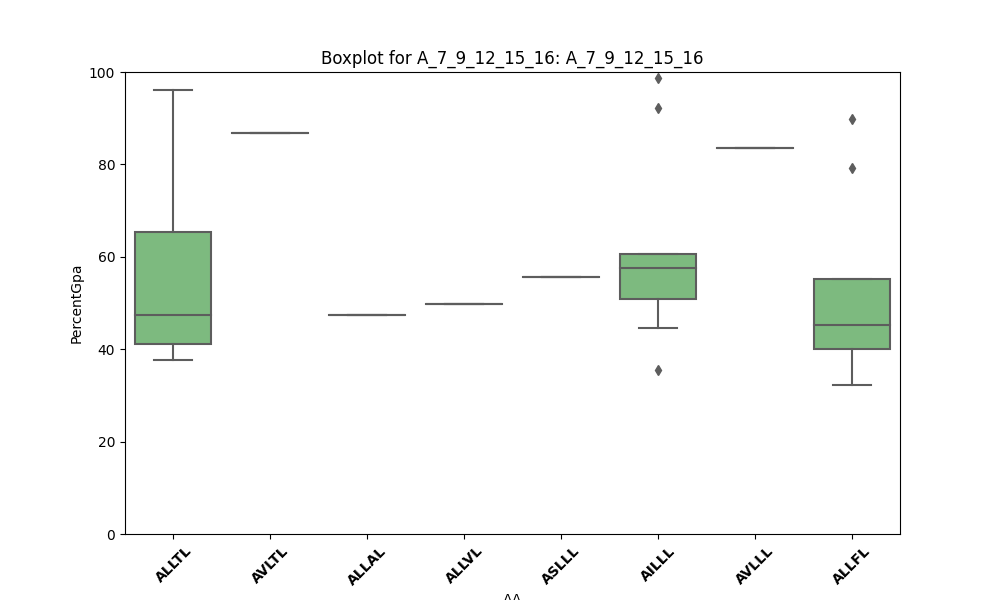 Boxplot for A_7_9_12_15_16: A_7_9_12_15_16
100
80
60
40
20
0
PercentGpa
ALLTL
AVLTL
ALLAL
ALLVL
ASLLL
AILLL
AVLLL
ALLFL
AA